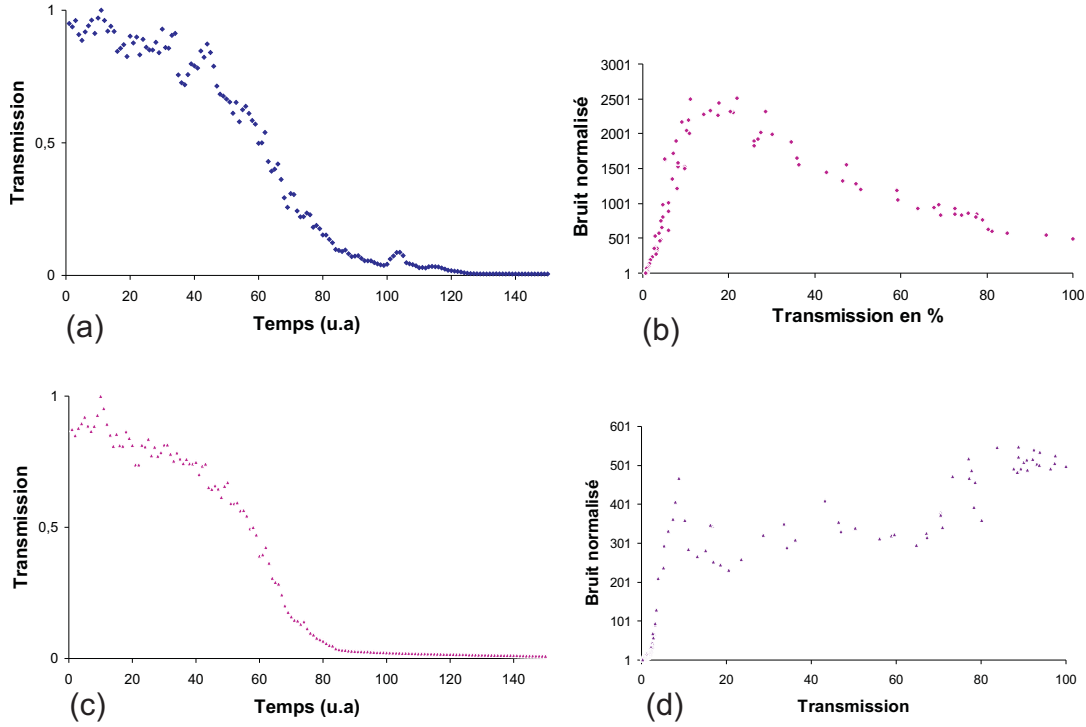 1
0,5
0
Transmission
0 20 40 60 80 100 120 140
Temps (u.a)
(a)
3001
2501
2001
1501
1001
501
1
Bruit normalisé
0 20 40 60 80 100
Transmission en %
(b)
1
0,5
0
Transmission
0 20 40 60 80 100 120 140
Temps (u.a)
(c)
601
501
401
301
201
101
1
Bruit normalisé
0 20 40 60 80 100
Transmission
(d)